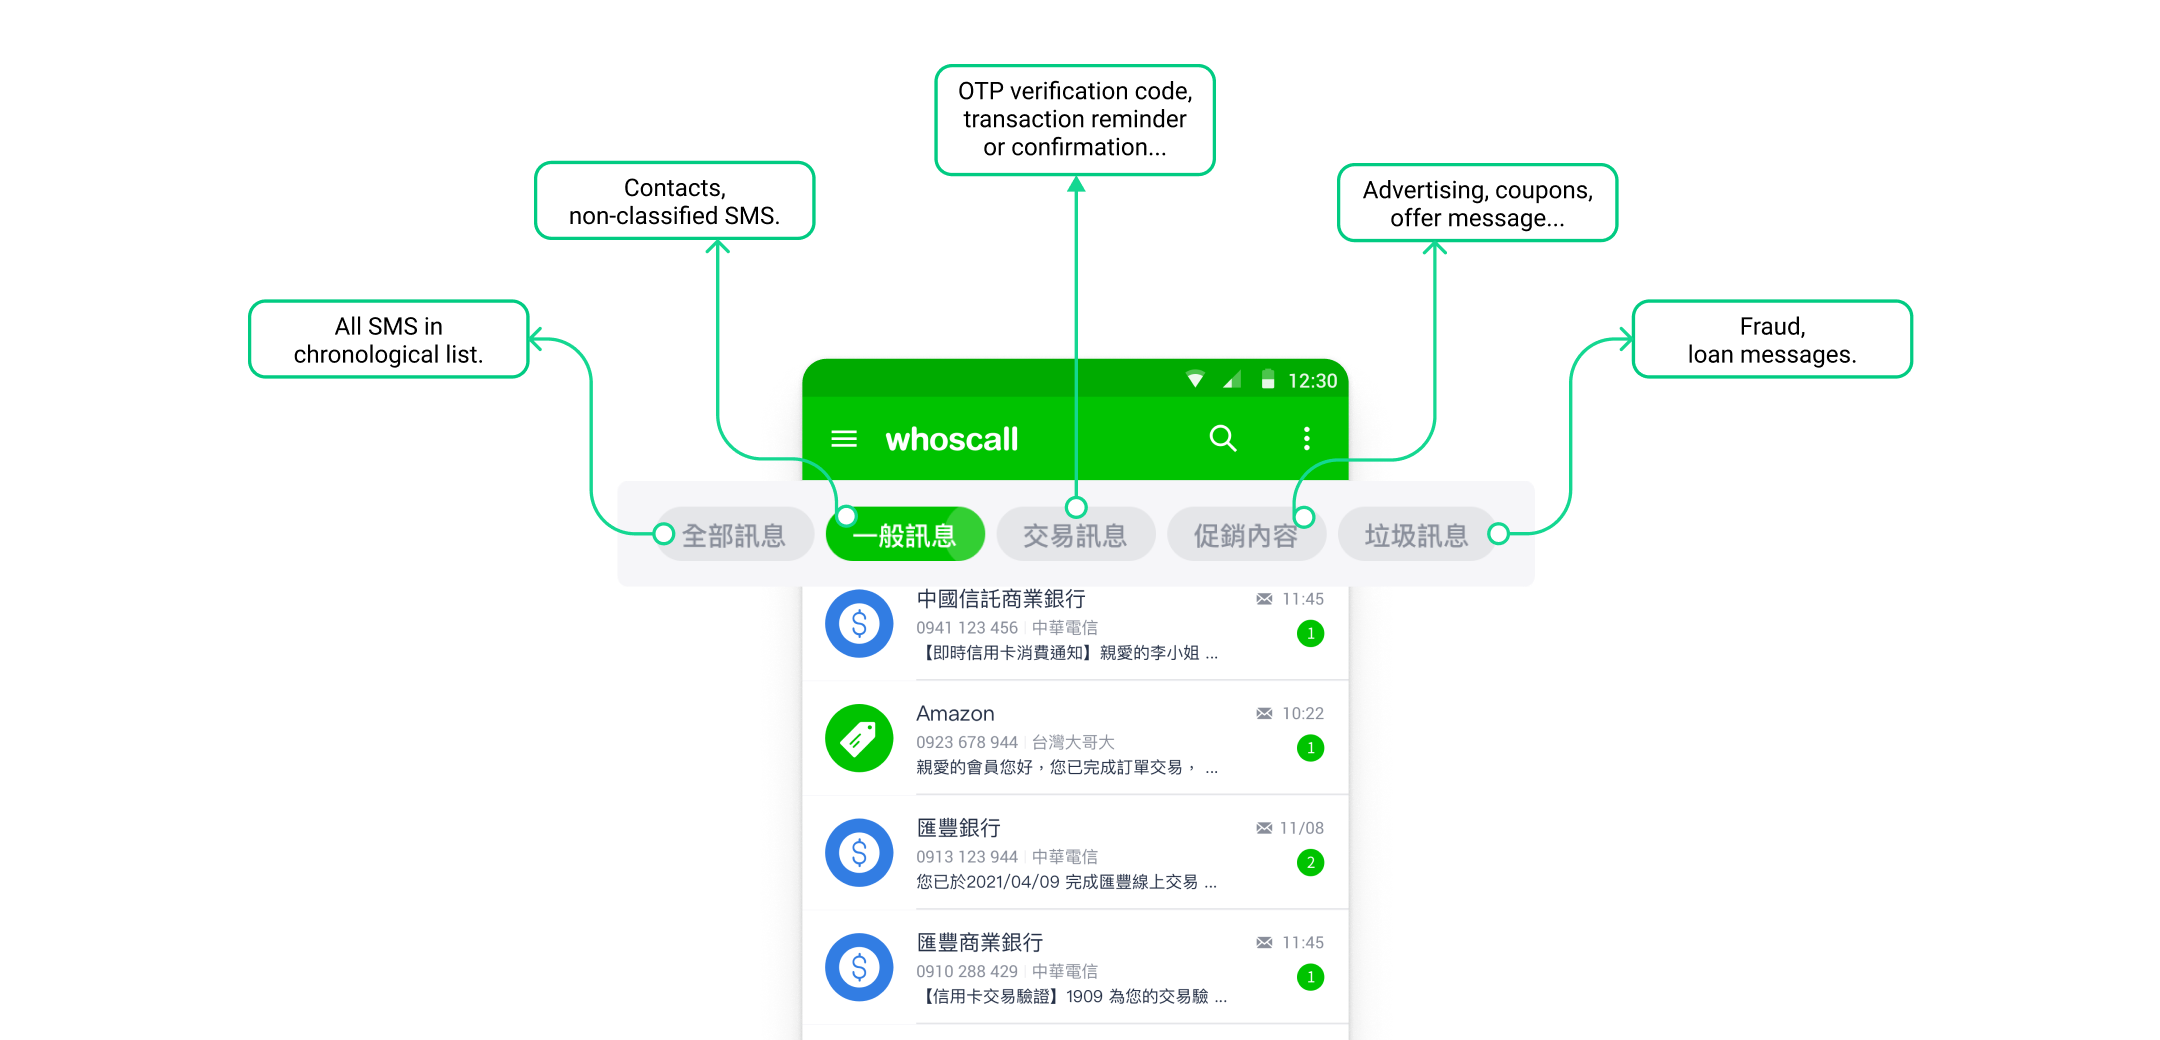 OTP verification code,
transaction reminder
or confirmation...
Contacts,
non-classified SMS.
Advertising, coupons,
offer message...
All SMS in
chronological list.
Fraud,
loan messages.
12:30
whoscall
全部訊息
一般訊息
交易訊息
促銷內容
垃圾訊息
中國信託商業銀行 11:45
0941 123 456 中華電信 1
【即時信用卡消費通知】親愛的李小姐 ...
Amazon 10:22
0923 678 944 台灣大哥大 1
親愛的會員您好，您已完成訂單交易， ...
匯豐銀行 11/08
0913 123 944 中華電信 2
您已於2021/04/09 完成匯豐線上交易 ...
匯豐商業銀行 11:45
0910 288 429 中華電信 1
【信用卡交易驗證】1909 為您的交易驗 ...